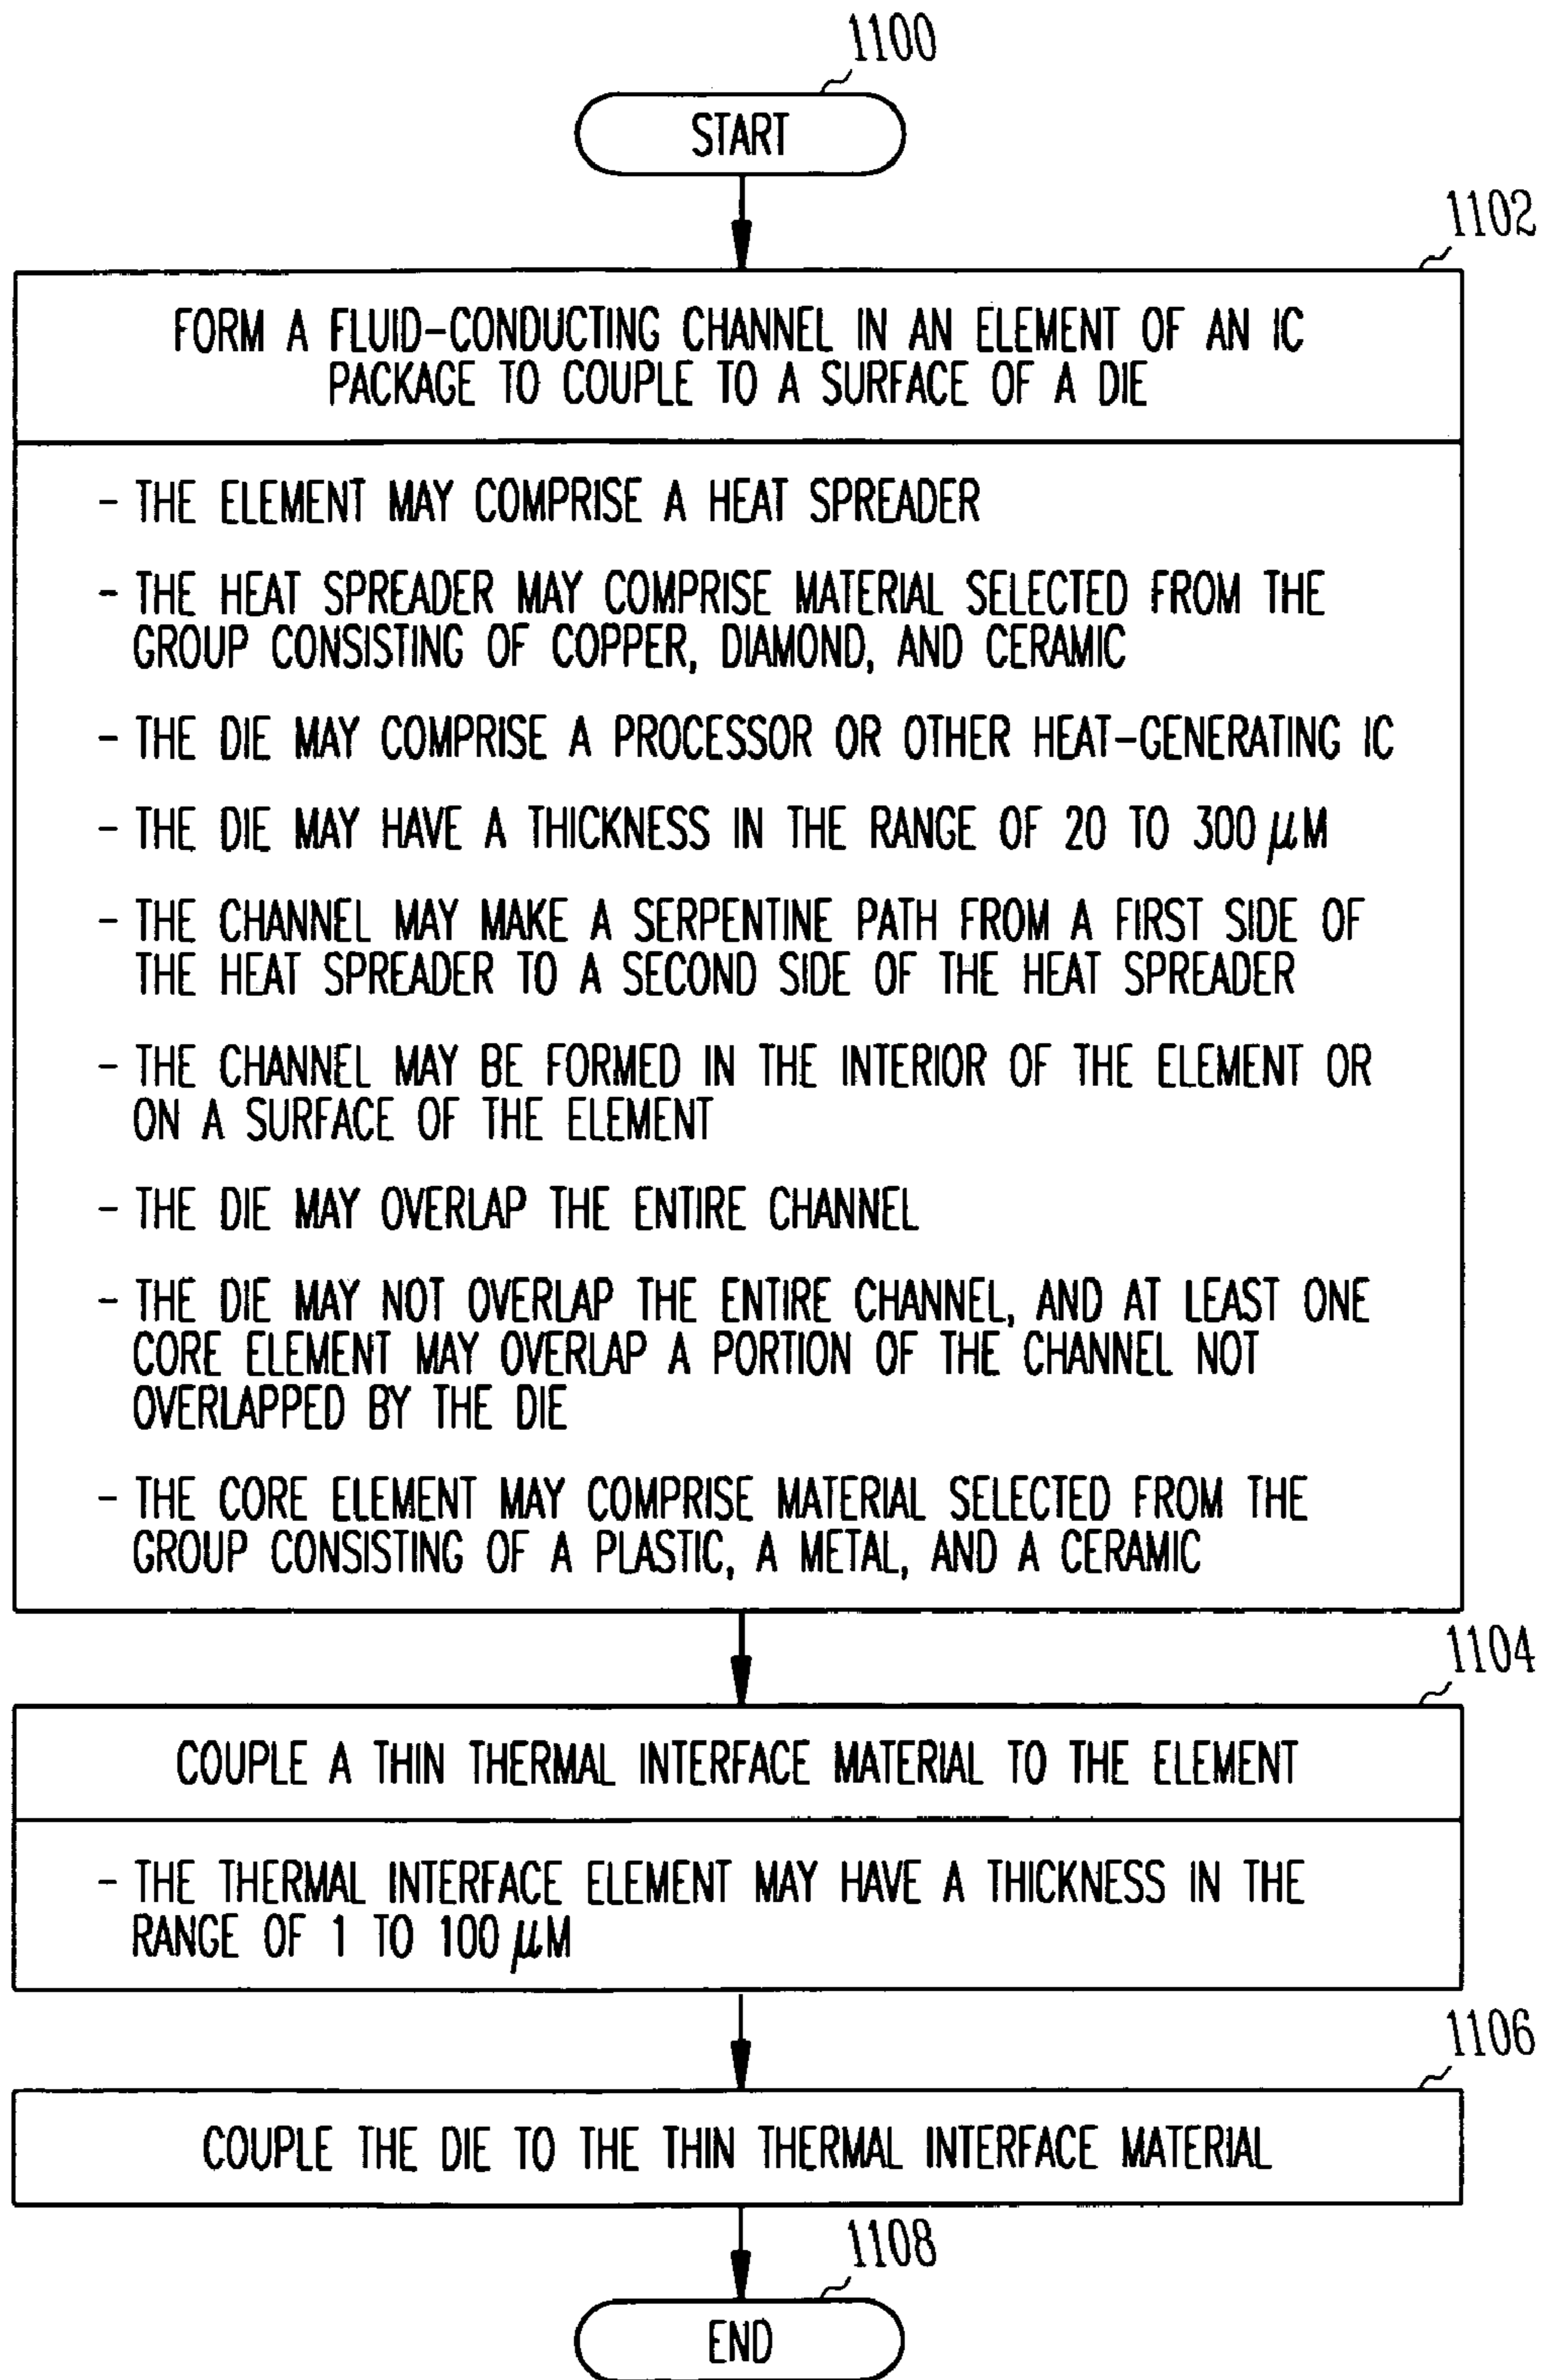 1100
START
1102
FORM A FLUID-CONDUCTING CHANNEL IN AN ELEMENT OF AN IC
PACKAGE TO COUPLE TO A SURFACE OF A DIE
- THE ELEMENT MAY COMPRISE A HEAT SPREADER
- THE HEAT SPREADER MAY COMPRISE MATERIAL SELECTED FROM THE
GROUP CONSISTING OF COPPER, DIAMOND, AND CERAMIC
- THE DIE MAY COMPRISE A PROCESSOR OR OTHER HEAT-GENERATING IC
- THE DIE MAY HAVE A THICKNESS IN THE RANGE OF 20 TO 300 μM
- THE CHANNEL MAY MAKE A SERPENTINE PATH FROM A FIRST SIDE OF
THE HEAT SPREADER TO A SECOND SIDE OF THE HEAT SPREADER
- THE CHANNEL MAY BE FORMED IN THE INTERIOR OF THE ELEMENT OR
ON A SURFACE OF THE ELEMENT
- THE DIE MAY OVERLAP THE ENTIRE CHANNEL
- THE DIE MAY NOT OVERLAP THE ENTIRE CHANNEL, AND AT LEAST ONE
CORE ELEMENT MAY OVERLAP A PORTION OF THE CHANNEL NOT
OVERLAPPED BY THE DIE
- THE CORE ELEMENT MAY COMPRISE MATERIAL SELECTED FROM THE
GROUP CONSISTING OF A PLASTIC, A METAL, AND A CERAMIC
1104
COUPLE A THIN THERMAL INTERFACE MATERIAL TO THE ELEMENT
- THE THERMAL INTERFACE ELEMENT MAY HAVE A THICKNESS IN THE
RANGE OF 1 TO 100 μM
1106
COUPLE THE DIE TO THE THIN THERMAL INTERFACE MATERIAL
1108
END